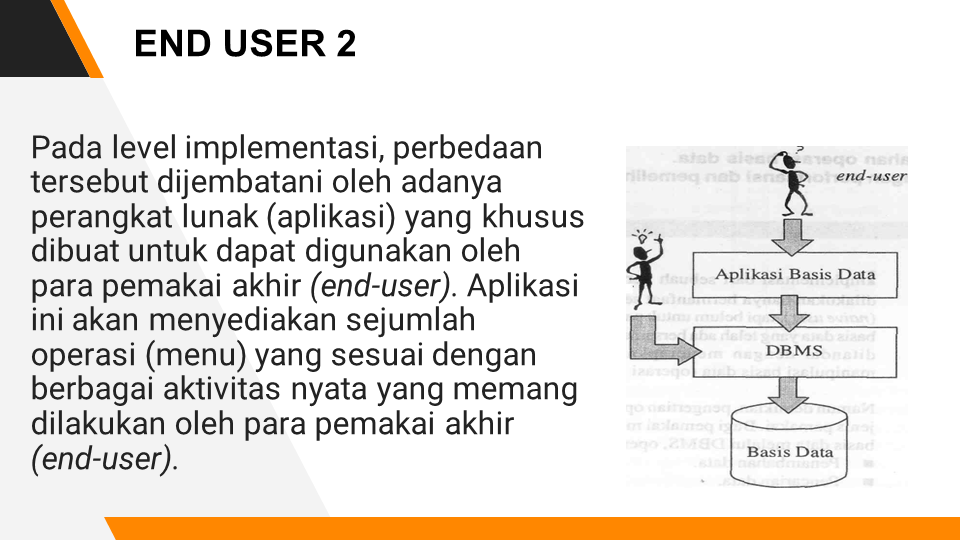 END USER 2
Pada level implementasi, perbedaan
tersebut dijembatani oleh adanya
perangkat lunak (aplikasi) yang khusus
dibuat untuk dapat digunakan oleh
para pemakai akhir (end-user). Aplikasi
ini akan menyediakan sejumlah
operasi (menu) yang sesuai dengan
berbagai aktivitas nyata yang memang
dilakukan oleh para pemakai akhir
(end-user).
?
end-user
Aplikasi Basis Data
DBMS
Basis Data